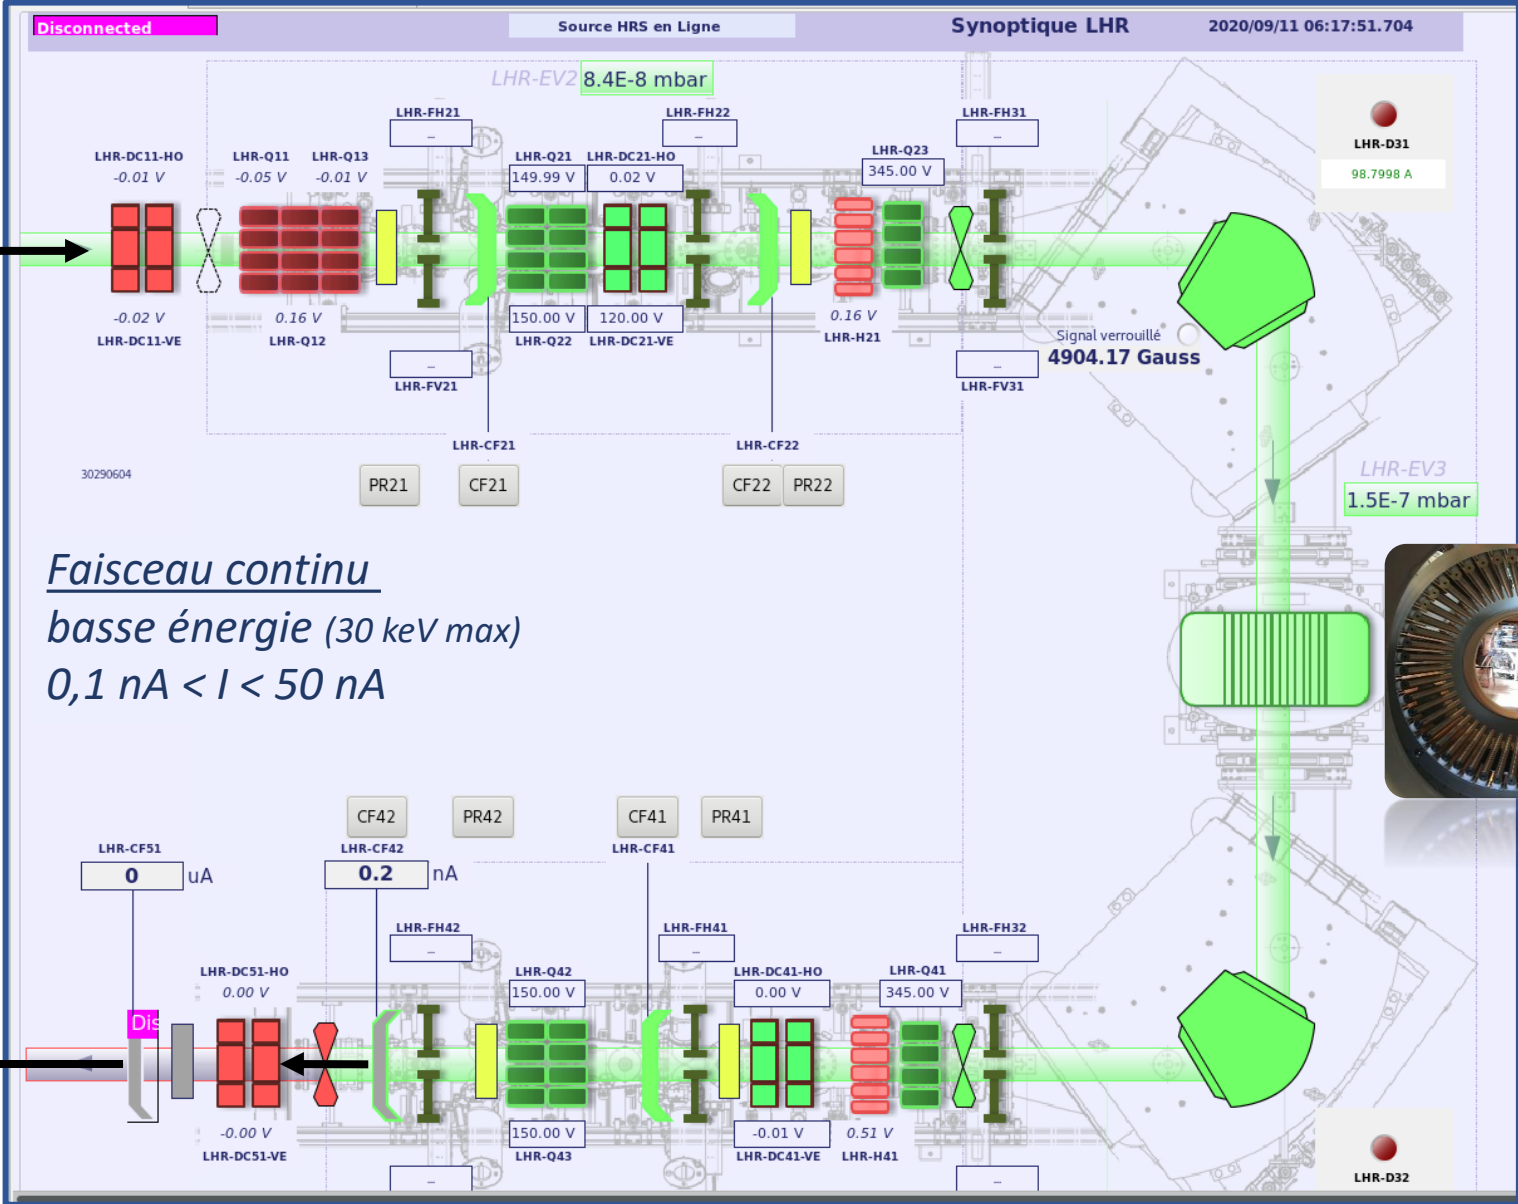 Disconnected
Source HRS en Ligne
Synoptique LHR
2020/09/11 06:17:51.704
LHR-EV2
8.4E-8 mbar
LHR-FH21
–
LHR-FH22
–
LHR-FH31
–
LHR-D31
98.7998 A
LHR-DC11-HO
-0.01 V
LHR-Q11
-0.05 V
LHR-Q13
-0.01 V
LHR-Q21
149.99 V
LHR-DC21-HO
0.02 V
LHR-Q23
345.00 V
-0.02 V
LHR-DC11-VE
0.16 V
LHR-Q12
150.00 V
LHR-Q22
120.00 V
LHR-DC21-VE
0.16 V
LHR-H21
Signal verrouillé
4904.17 Gauss
–
LHR-FV21
–
LHR-FV31
LHR-CF21
LHR-CF22
30290604
PR21
CF21
CF22
PR22
LHR-EV3
1.5E-7 mbar
Faisceau continu
basse énergie (30 keV max)
0,1 nA < I < 50 nA
CF42
PR42
CF41
PR41
LHR-CF51
0 uA
LHR-CF42
0.2 nA
LHR-CF41
LHR-FH42
–
LHR-FH41
–
LHR-FH32
–
LHR-DC51-HO
0.00 V
LHR-Q42
150.00 V
LHR-DC41-HO
0.00 V
LHR-Q41
345.00 V
Dis
-0.00 V
LHR-DC51-VE
150.00 V
LHR-Q43
-0.01 V
LHR-DC41-VE
0.51 V
LHR-H41
–
–
LHR-D32